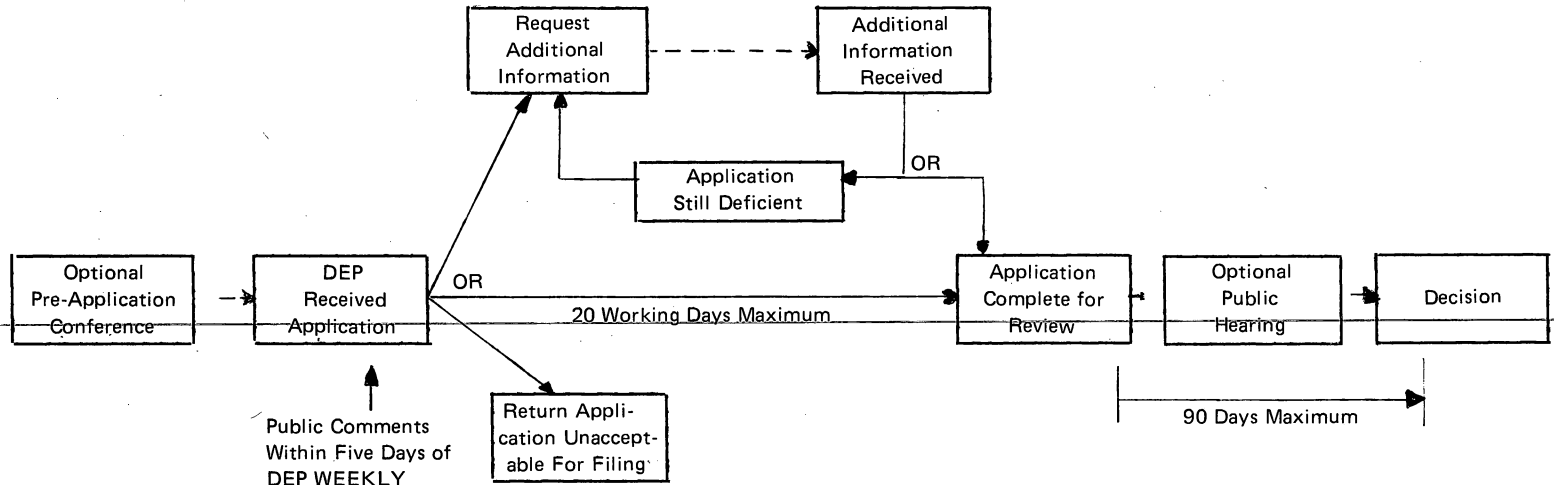 Request
Additional
Information
Additional
Information
Received
OR
Application
Still Deficient
Optional
Pre-Application
Conference
DEP
Received
Application
OR
20 Working Days Maximum
Application
Complete for
Review
Optional
Public
Hearing
Decision
90 Days Maximum
Public Comments
Within Five Days of
DEP WEEKLY
Return Appli-
cation Unaccept-
able For Filing